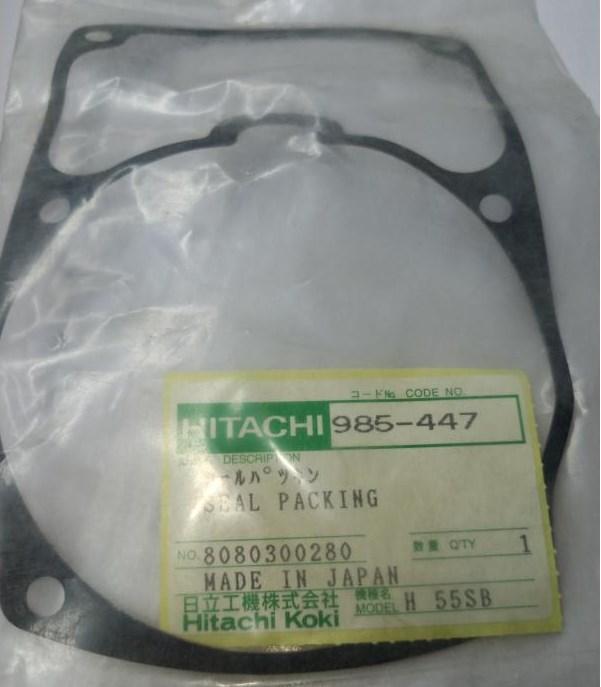 コードNo. CODE NO.
HITACHI 985-447
DESCRIPTION
ールパッキン
SEAL PACKING
NO. 8080300280 数量 Q'TY 1
MADE IN JAPAN
日立工機株式会社 機種名
Hitachi Koki MODEL H 55SB